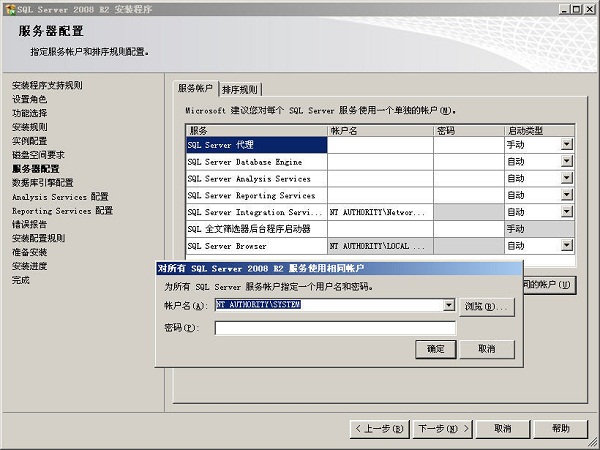 SQL Server 2008 R2 安装程序
服务器配置
指定服务帐户和排序规则配置。
安装程序支持规则
设置角色
功能选择
安装规则
实例配置
磁盘空间要求
服务器配置
数据库引擎配置
Analysis Services 配置
Reporting Services 配置
错误报告
安装配置规则
准备安装
安装进度
完成
服务帐户 排序规则
Microsoft 建议您对每个 SQL Server 服务使用一个单独的帐户(M)。
服务 帐户名 密码 启动类型
SQL Server 代理 手动
SQL Server Database Engine 自动
SQL Server Analysis Services 自动
SQL Server Reporting Services 自动
SQL Server Integration Servi... NT AUTHORITY\Networ... 自动
SQL 全文筛选器后台程序启动器 手动
SQL Server Browser NT AUTHORITY\LOCAL ... 自动
同的帐户(U)
对所有 SQL Server 2008 R2 服务使用相同帐户
为所有 SQL Server 服务帐户指定一个用户名和密码。
帐户名(A): NT AUTHORITY\SYSTEM 浏览(B)...
密码(P):
确定 取消
< 上一步(B) 下一步(N) > 取消 帮助